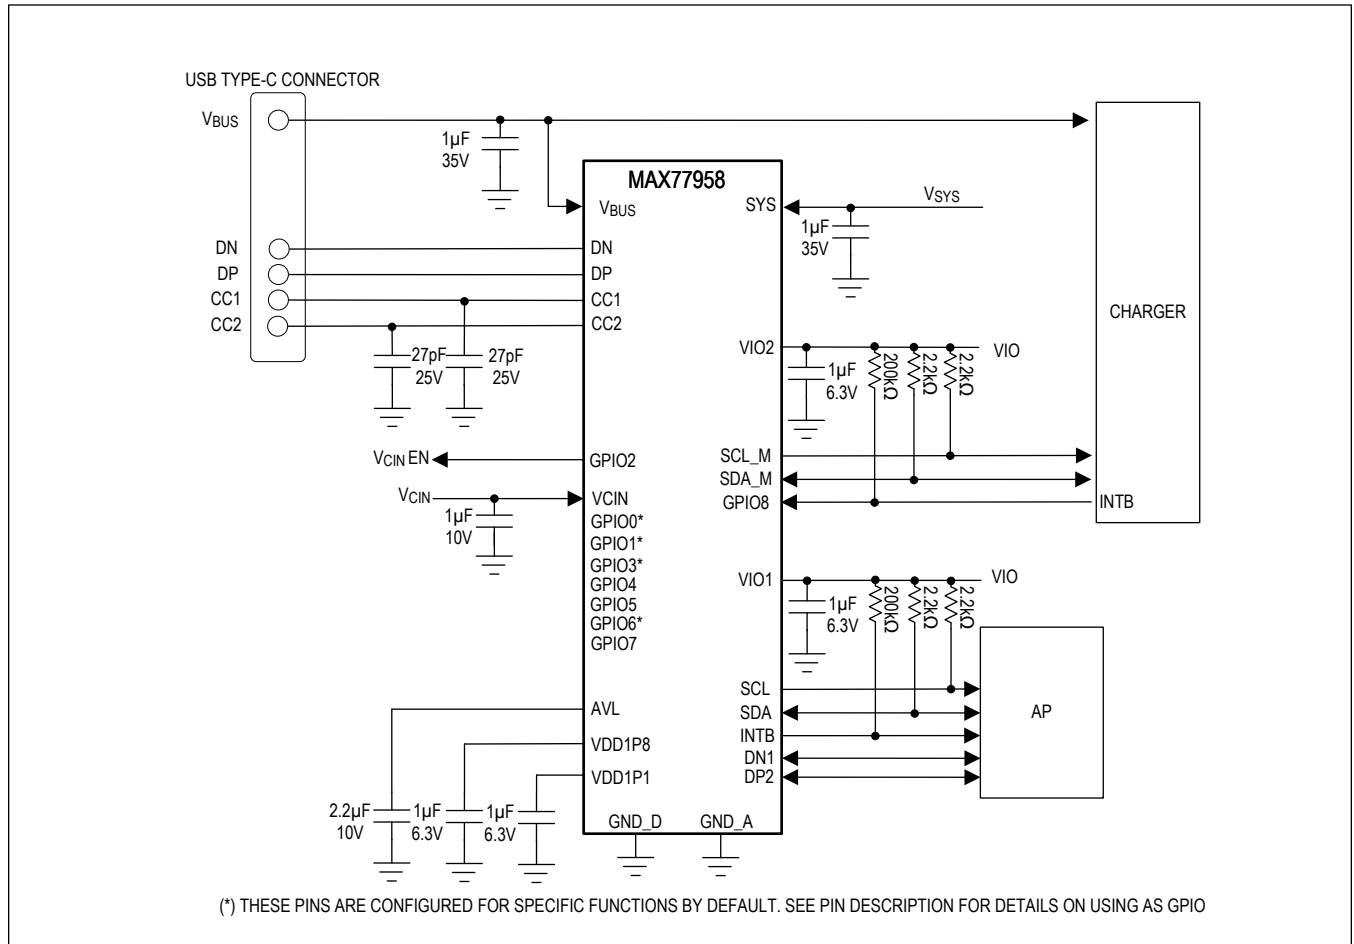 USB TYPE-C CONNECTOR
VBUS
1µF
35V
MAX77958
VBUS
SYS
VSYS
1µF
35V
DN
DP
CC1
CC2
DN
DP
CC1
CC2
27pF
25V
27pF
25V
CHARGER
VIO2
VIO
1µF
6.3V
200kΩ
2.2kΩ
2.2kΩ
VCIN EN
GPIO2
SCL_M
SDA_M
GPIO8
INTB
VCIN
1µF
10V
VCIN
GPIO0*
GPIO1*
GPIO3*
GPIO4
GPIO5
GPIO6*
GPIO7
VIO1
VIO
1µF
6.3V
200kΩ
2.2kΩ
2.2kΩ
AVL
VDD1P8
VDD1P1
SCL
SDA
INTB
DN1
DP2
AP
2.2µF
10V
1µF
6.3V
1µF
6.3V
GND_D
GND_A
(*) THESE PINS ARE CONFIGURED FOR SPECIFIC FUNCTIONS BY DEFAULT. SEE PIN DESCRIPTION FOR DETAILS ON USING AS GPIO